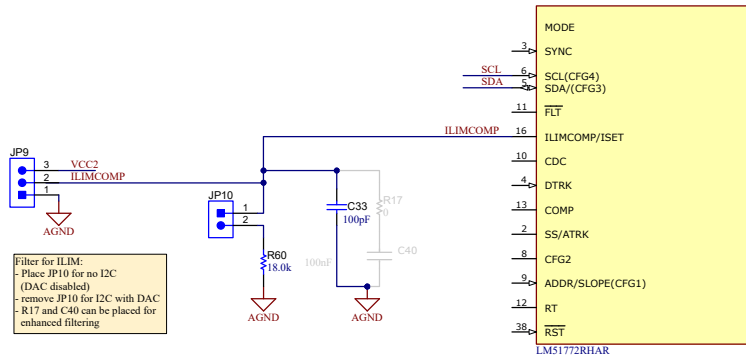 MODE
3 SYNC
SCL 6 SCL(CFG4)
SDA 5 SDA/(CFG3)
11 FLT
ILIMCOMP 16 ILIMCOMP/ISET
JP9
3 VCC2
2 ILIMCOMP
1
AGND
JP10
1
2
R60
18.0k
AGND
C33
100pF
R17
0
C40
100nF
AGND
10 CDC
4 DTRK
13 COMP
2 SS/ATRK
8 CFG2
9 ADDR/SLOPE(CFG1)
12 RT
38 RST
LM51772RHAR
Filter for ILIM:
- Place JP10 for no I2C
(DAC disabled)
- remove JP10 for I2C with DAC
- R17 and C40 can be placed for
enhanced filtering